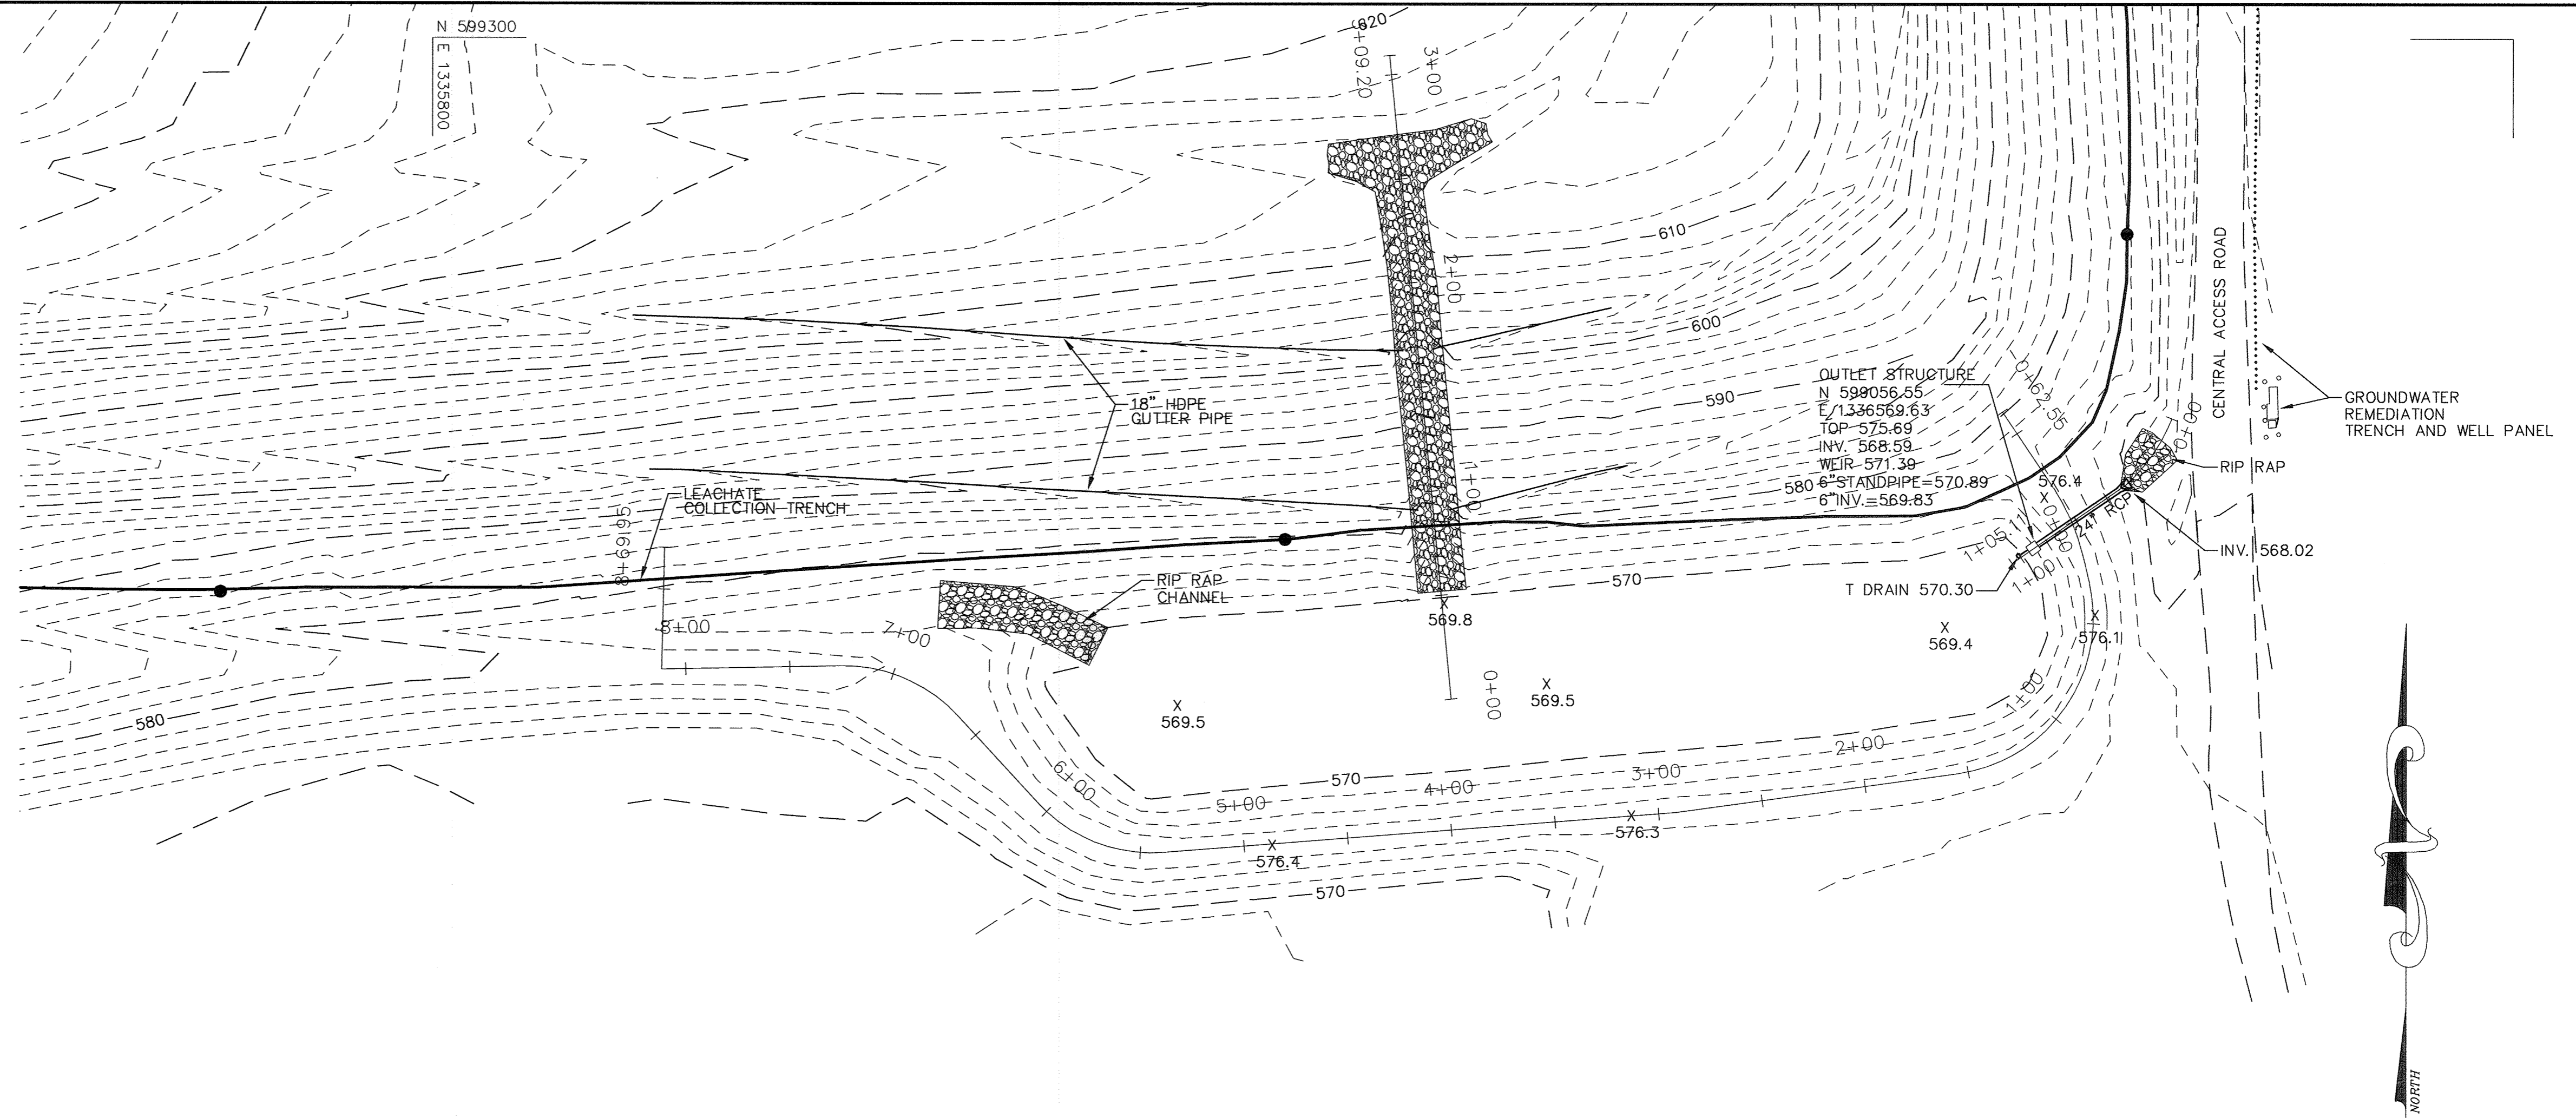 N 599300
E 1335800
620
3+09.20
3+00
610
2+00
600
590
580
CENTRAL ACCESS ROAD
OUTLET STRUCTURE
N 599056.55
E 1336569.63
TOP 575.69
INV. 568.59
WEIR 571.39
6"STANDPIPE=570.89
6"INV.=569.83
-0+62.55
0+00
GROUNDWATER
REMEDIATION
TRENCH AND WELL PANEL
18" HDPE
GUTTER PIPE
RIP RAP
576.4
X
1+00
LEACHATE
COLLECTION TRENCH
8+69.95
24" RCP
0+00
1+05.11
1+00
INV. 568.02
T DRAIN 570.30
RIP RAP
CHANNEL
570
X
569.8
8+00
7+00
X
569.4
X
576.1
0+00
1+00
X
569.5
X
569.5
580
2+00
570
3+00
4+00
5+00
6+00
X
576.3
X
576.4
570
NORTH